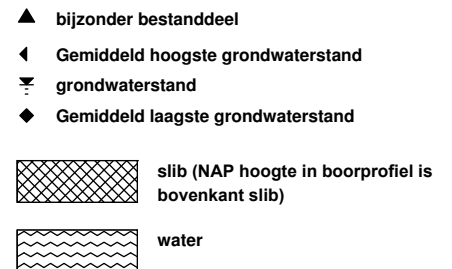 bijzonder bestanddeel
Gemiddeld hoogste grondwaterstand
grondwaterstand
Gemiddeld laagste grondwaterstand
slib (NAP hoogte in boorprofiel is
bovenkant slib)
water